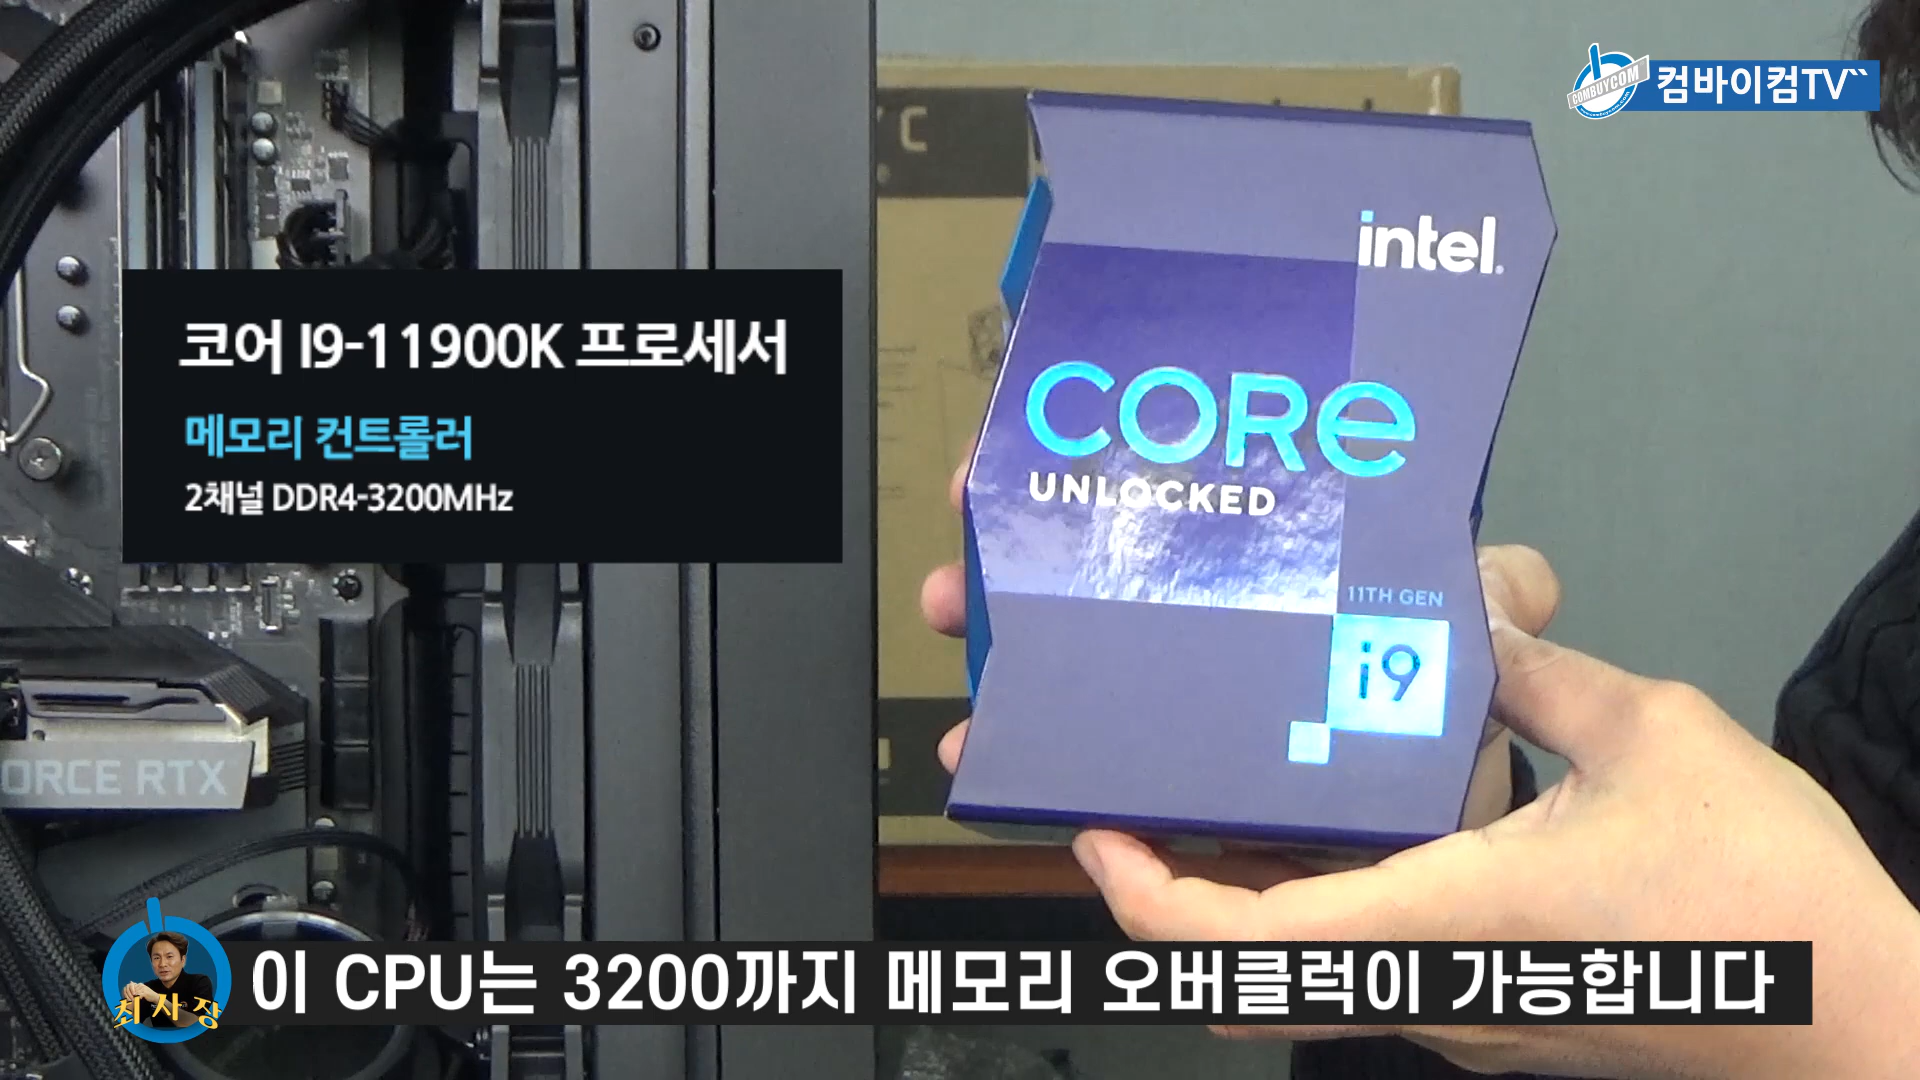 COMBUYCOM
컴바이컴TV``
C
intel.
코어 I9-11900K 프로세서
메모리 컨트롤러
2채널 DDR4-3200MHz
CORE
UNLOCKED
11TH GEN
i9
ORCE RTX
최사장
이 CPU는 3200까지 메모리 오버클럭이 가능합니다